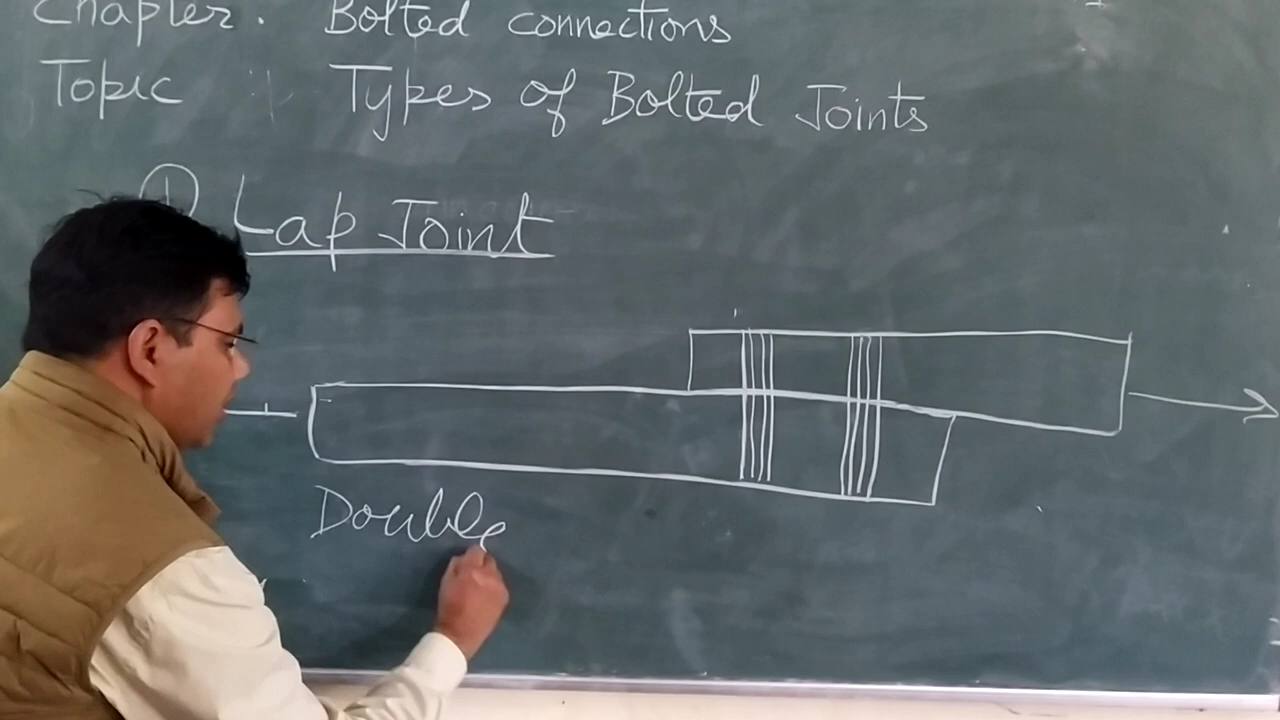 Chapter. Bolted connections
Topic : Types of Bolted Joints
① Lap Joint
Double